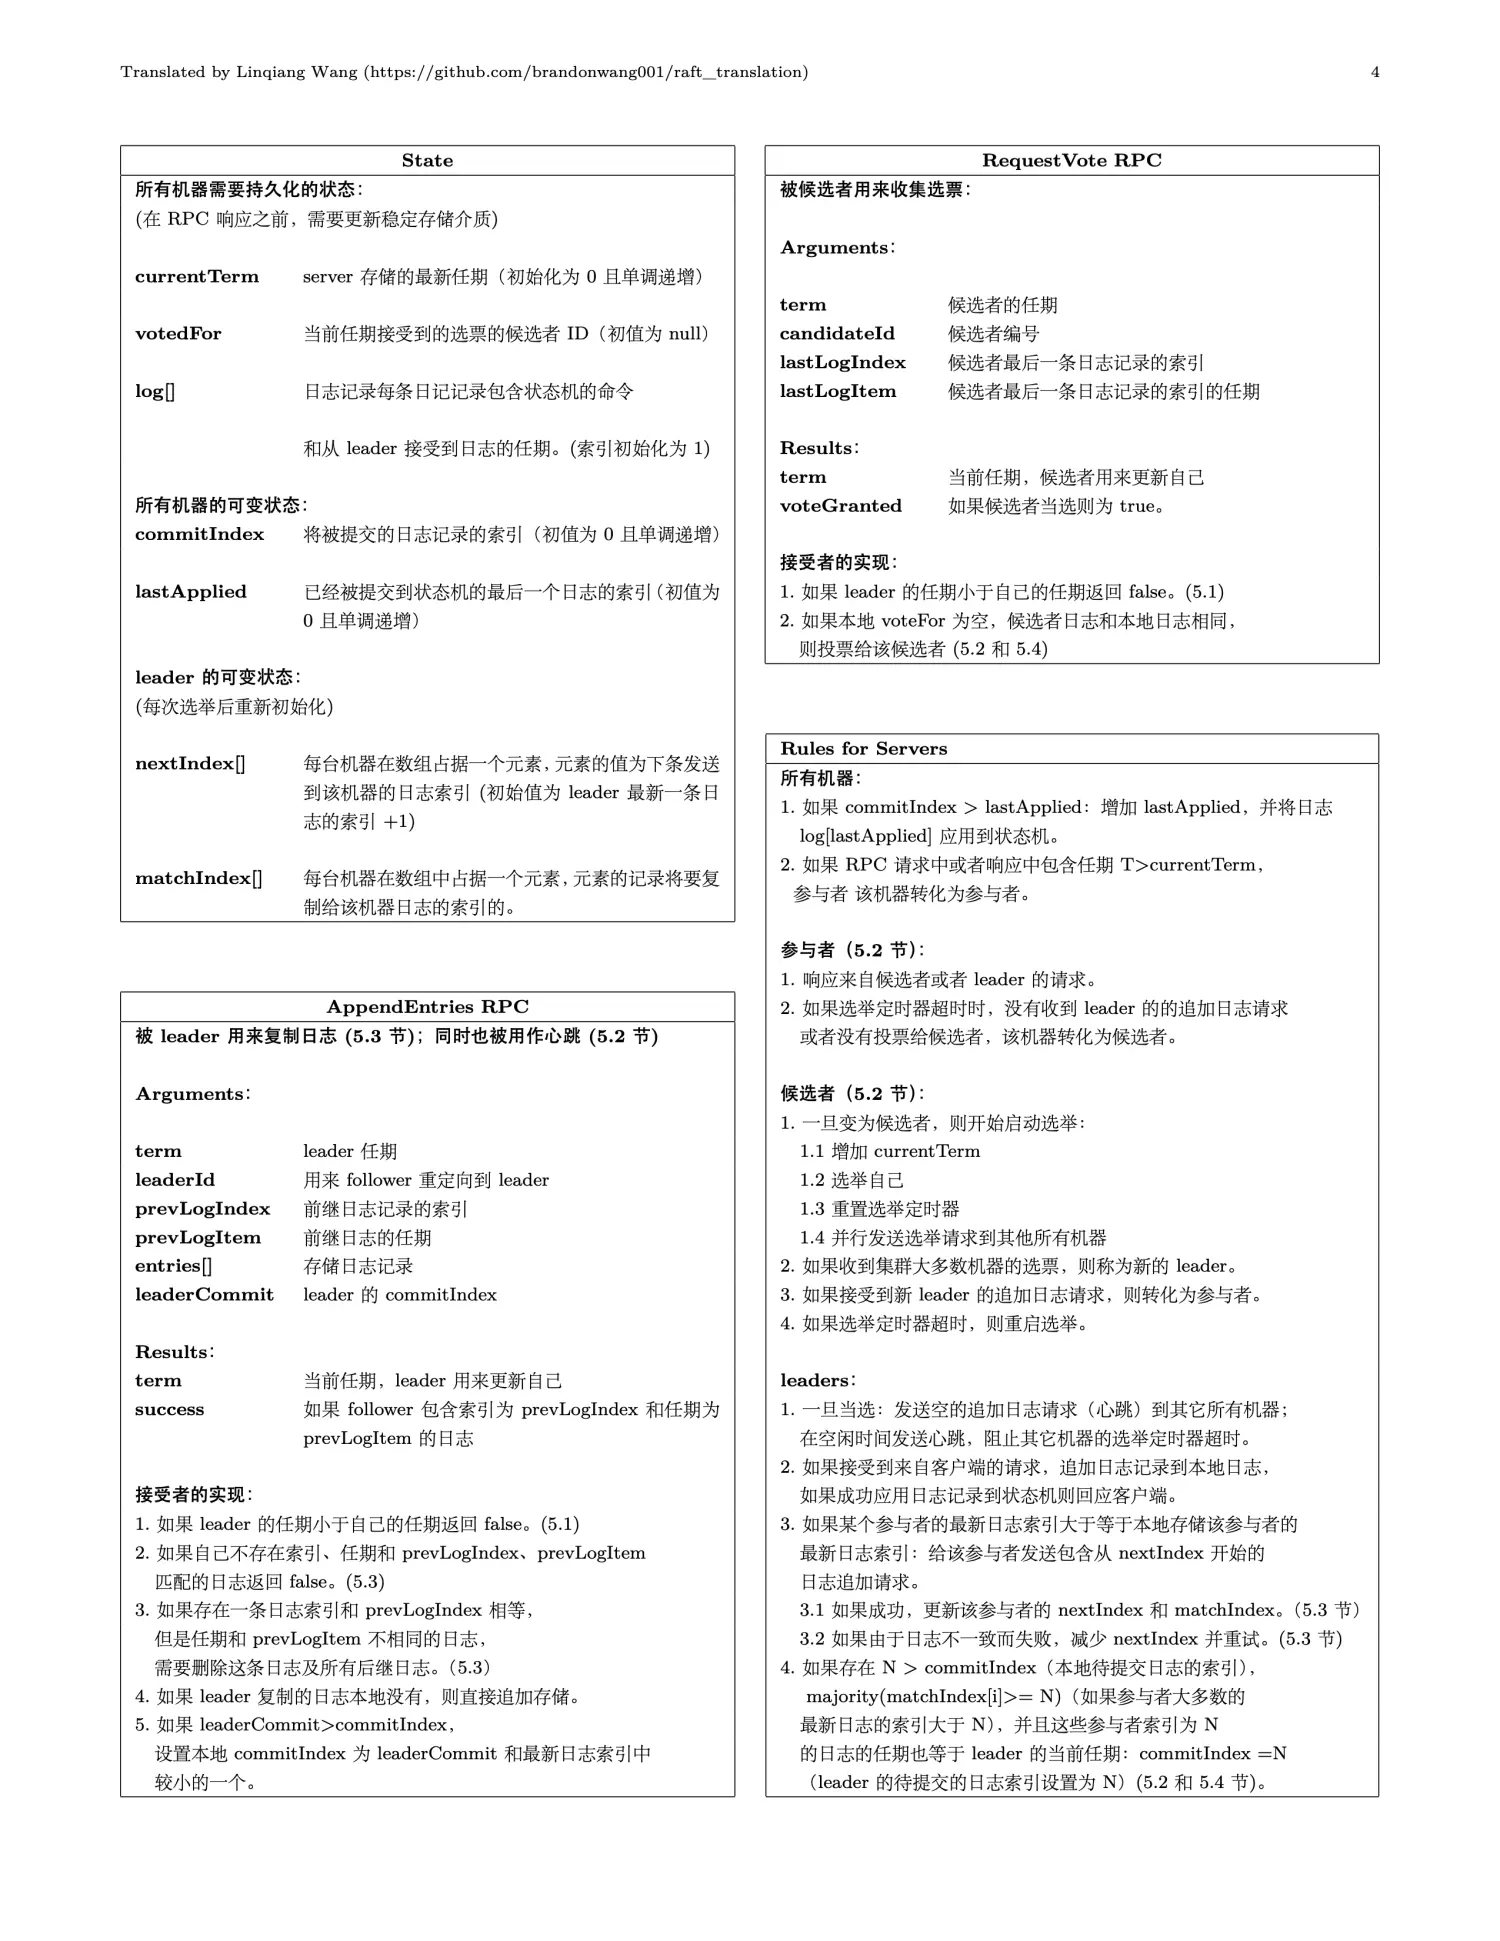 Translated by Linqiang Wang (https://github.com/brandonwang001/raft_translation) 4
State
所有机器需要持久化的状态：
(在 RPC 响应之前，需要更新稳定存储介质)
currentTerm server 存储的最新任期（初始化为 0 且单调递增）
votedFor 当前任期接受到的选票的候选者 ID（初值为 null）
log[] 日志记录每条日记记录包含状态机的命令
和从 leader 接受到日志的任期。(索引初始化为 1)
所有机器的可变状态：
commitIndex 将被提交的日志记录的索引（初值为 0 且单调递增）
lastApplied 已经被提交到状态机的最后一个日志的索引（初值为
0 且单调递增）
leader 的可变状态：
(每次选举后重新初始化)
nextIndex[] 每台机器在数组占据一个元素，元素的值为下条发送
到该机器的日志索引 (初始值为 leader 最新一条日
志的索引 +1)
matchIndex[] 每台机器在数组中占据一个元素，元素的记录将要复
制给该机器日志的索引的。
AppendEntries RPC
被 leader 用来复制日志 (5.3 节)；同时也被用作心跳 (5.2 节)
Arguments：
term leader 任期
leaderId 用来 follower 重定向到 leader
prevLogIndex 前继日志记录的索引
prevLogItem 前继日志的任期
entries[] 存储日志记录
leaderCommit leader 的 commitIndex
Results：
term 当前任期，leader 用来更新自己
success 如果 follower 包含索引为 prevLogIndex 和任期为
prevLogItem 的日志
接受者的实现：
1. 如果 leader 的任期小于自己的任期返回 false。(5.1)
2. 如果自己不存在索引、任期和 prevLogIndex、prevLogItem
匹配的日志返回 false。(5.3)
3. 如果存在一条日志索引和 prevLogIndex 相等，
但是任期和 prevLogItem 不相同的日志，
需要删除这条日志及所有后继日志。（5.3）
4. 如果 leader 复制的日志本地没有，则直接追加存储。
5. 如果 leaderCommit>commitIndex，
设置本地 commitIndex 为 leaderCommit 和最新日志索引中
较小的一个。
RequestVote RPC
被候选者用来收集选票：
Arguments：
term 候选者的任期
candidateId 候选者编号
lastLogIndex 候选者最后一条日志记录的索引
lastLogItem 候选者最后一条日志记录的索引的任期
Results：
term 当前任期，候选者用来更新自己
voteGranted 如果候选者当选则为 true。
接受者的实现：
1. 如果 leader 的任期小于自己的任期返回 false。(5.1)
2. 如果本地 voteFor 为空，候选者日志和本地日志相同，
则投票给该候选者 (5.2 和 5.4)
Rules for Servers
所有机器：
1. 如果 commitIndex > lastApplied：增加 lastApplied，并将日志
log[lastApplied] 应用到状态机。
2. 如果 RPC 请求中或者响应中包含任期 T>currentTerm，
参与者 该机器转化为参与者。
参与者（5.2 节）：
1. 响应来自候选者或者 leader 的请求。
2. 如果选举定时器超时时，没有收到 leader 的的追加日志请求
或者没有投票给候选者，该机器转化为候选者。
候选者（5.2 节）：
1. 一旦变为候选者，则开始启动选举：
1.1 增加 currentTerm
1.2 选举自己
1.3 重置选举定时器
1.4 并行发送选举请求到其他所有机器
2. 如果收到集群大多数机器的选票，则称为新的 leader。
3. 如果接受到新 leader 的追加日志请求，则转化为参与者。
4. 如果选举定时器超时，则重启选举。
leaders：
1. 一旦当选：发送空的追加日志请求（心跳）到其它所有机器；
在空闲时间发送心跳，阻止其它机器的选举定时器超时。
2. 如果接受到来自客户端的请求，追加日志记录到本地日志，
如果成功应用日志记录到状态机则回应客户端。
3. 如果某个参与者的最新日志索引大于等于本地存储该参与者的
最新日志索引：给该参与者发送包含从 nextIndex 开始的
日志追加请求。
3.1 如果成功，更新该参与者的 nextIndex 和 matchIndex。（5.3 节）
3.2 如果由于日志不一致而失败，减少 nextIndex 并重试。(5.3 节)
4. 如果存在 N > commitIndex（本地待提交日志的索引），
majority(matchIndex[i]>= N)（如果参与者大多数的
最新日志的索引大于 N），并且这些参与者索引为 N
的日志的任期也等于 leader 的当前任期：commitIndex =N
（leader 的待提交的日志索引设置为 N）(5.2 和 5.4 节)。